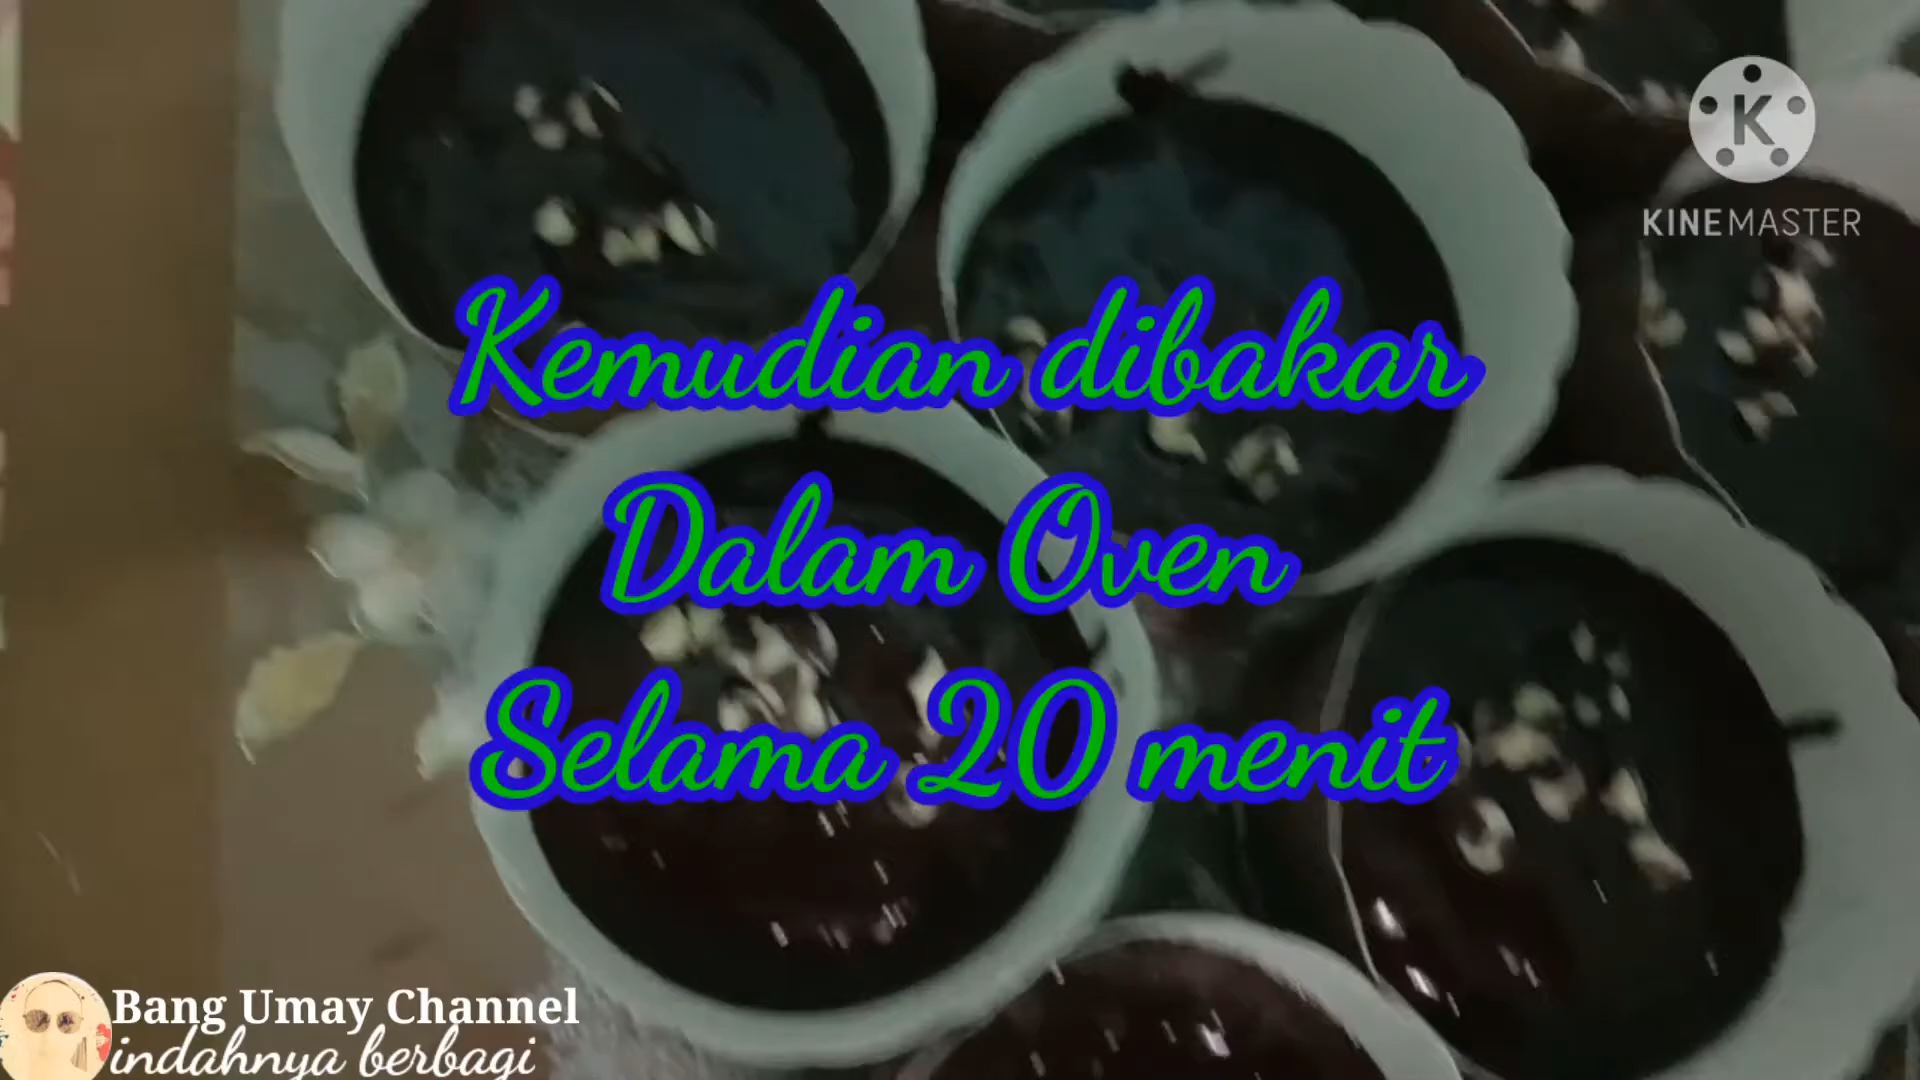 KINEMASTER
Kemudian dibakar
Dalam Oven
Selama 20 menit
Bang Umay Channel
indahnya berbagi